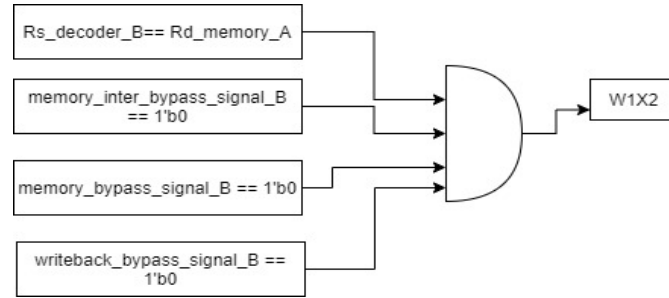 Rs_decoder_B== Rd_memory_A
memory_inter_bypass_signal_B
== 1'b0
memory_bypass_signal_B == 1'b0
writeback_bypass_signal_B ==
1'b0
W1X2